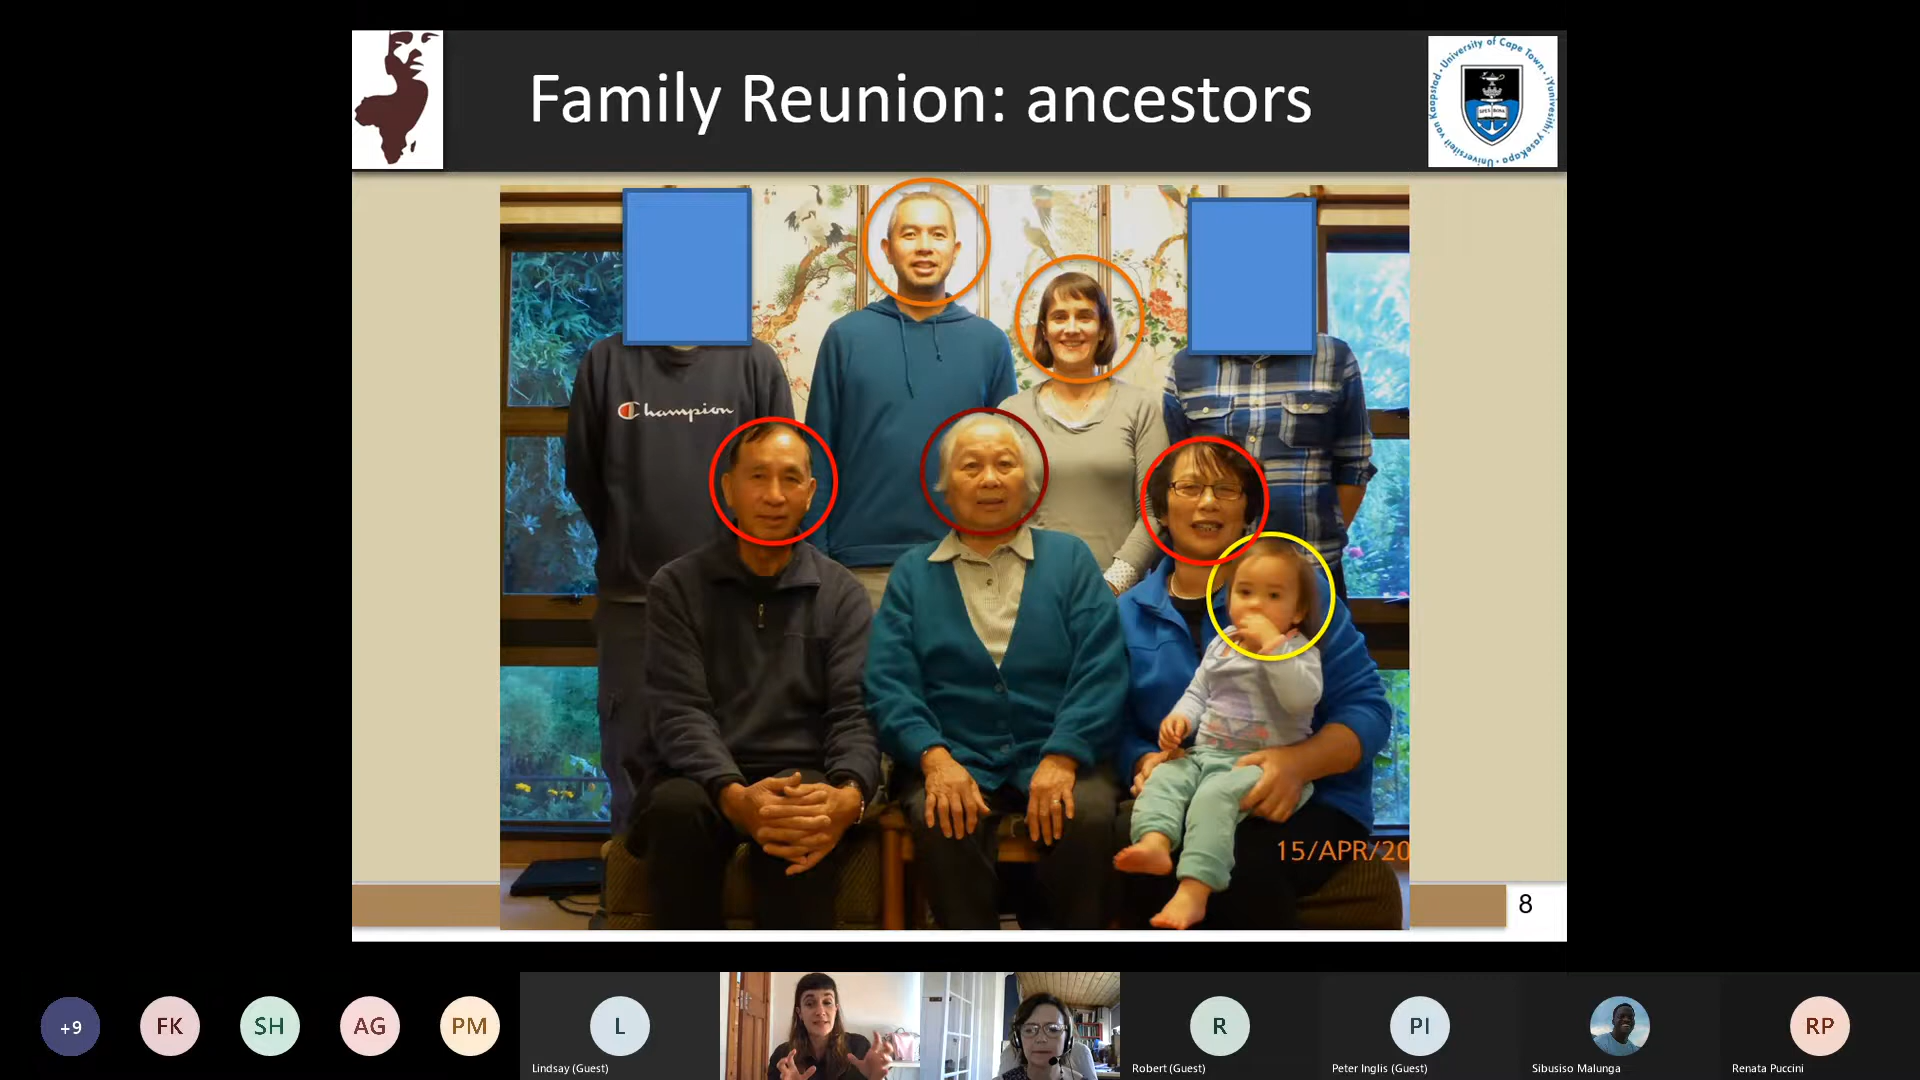 Family Reunion: ancestors
University of Cape Town · iYunivesithi yaseKapa · Universiteit van Kaapstad
Champion
15/APR/20
8
+9
FK
SH
AG
PM
L
R
PI
RP
Lindsay (Guest)
Robert (Guest)
Peter Inglis (Guest)
Sibusiso Malunga
Renata Puccini